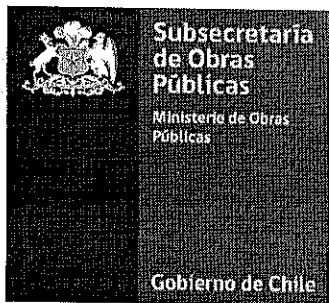 Subsecretaría
de Obras
Públicas
Ministerio de Obras
Públicas
Gobierno de Chile